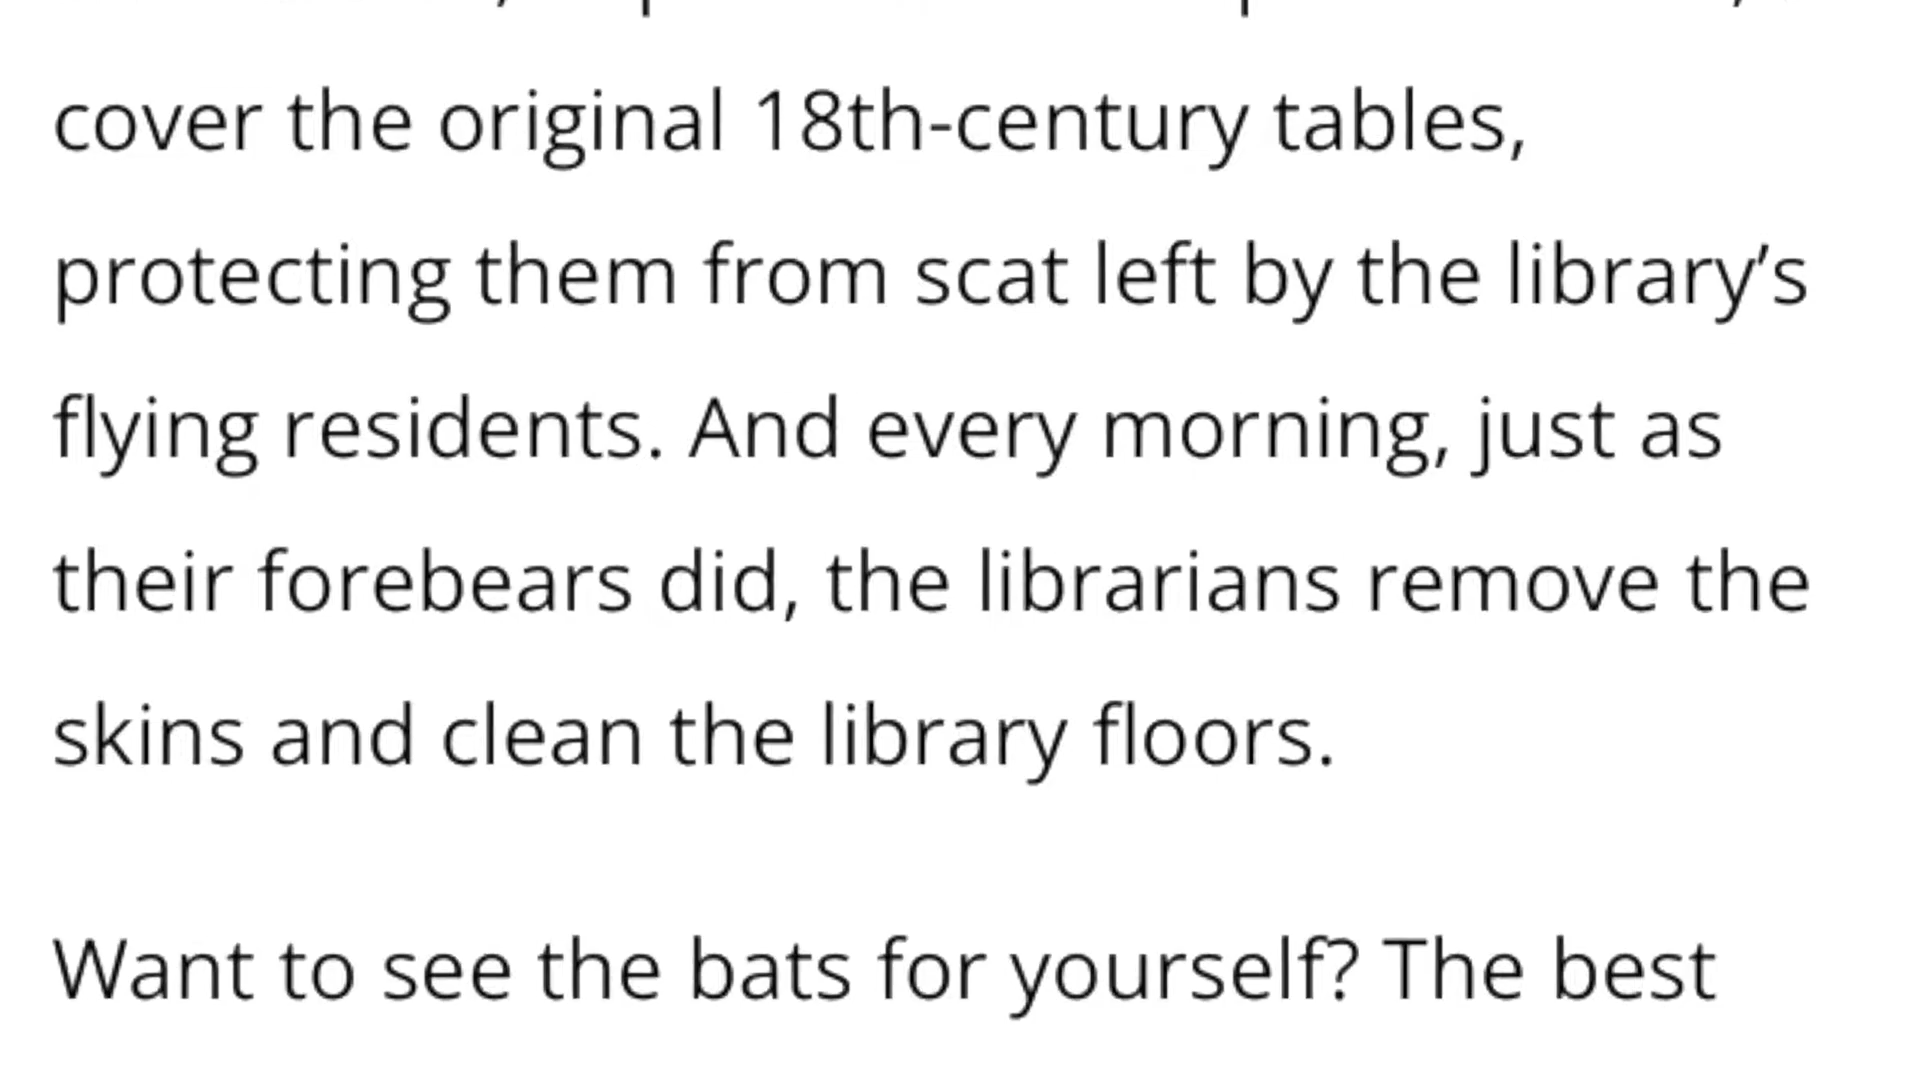 cover the original 18th-century tables,
protecting them from scat left by the library’s
flying residents. And every morning, just as
their forebears did, the librarians remove the
skins and clean the library floors.
Want to see the bats for yourself? The best